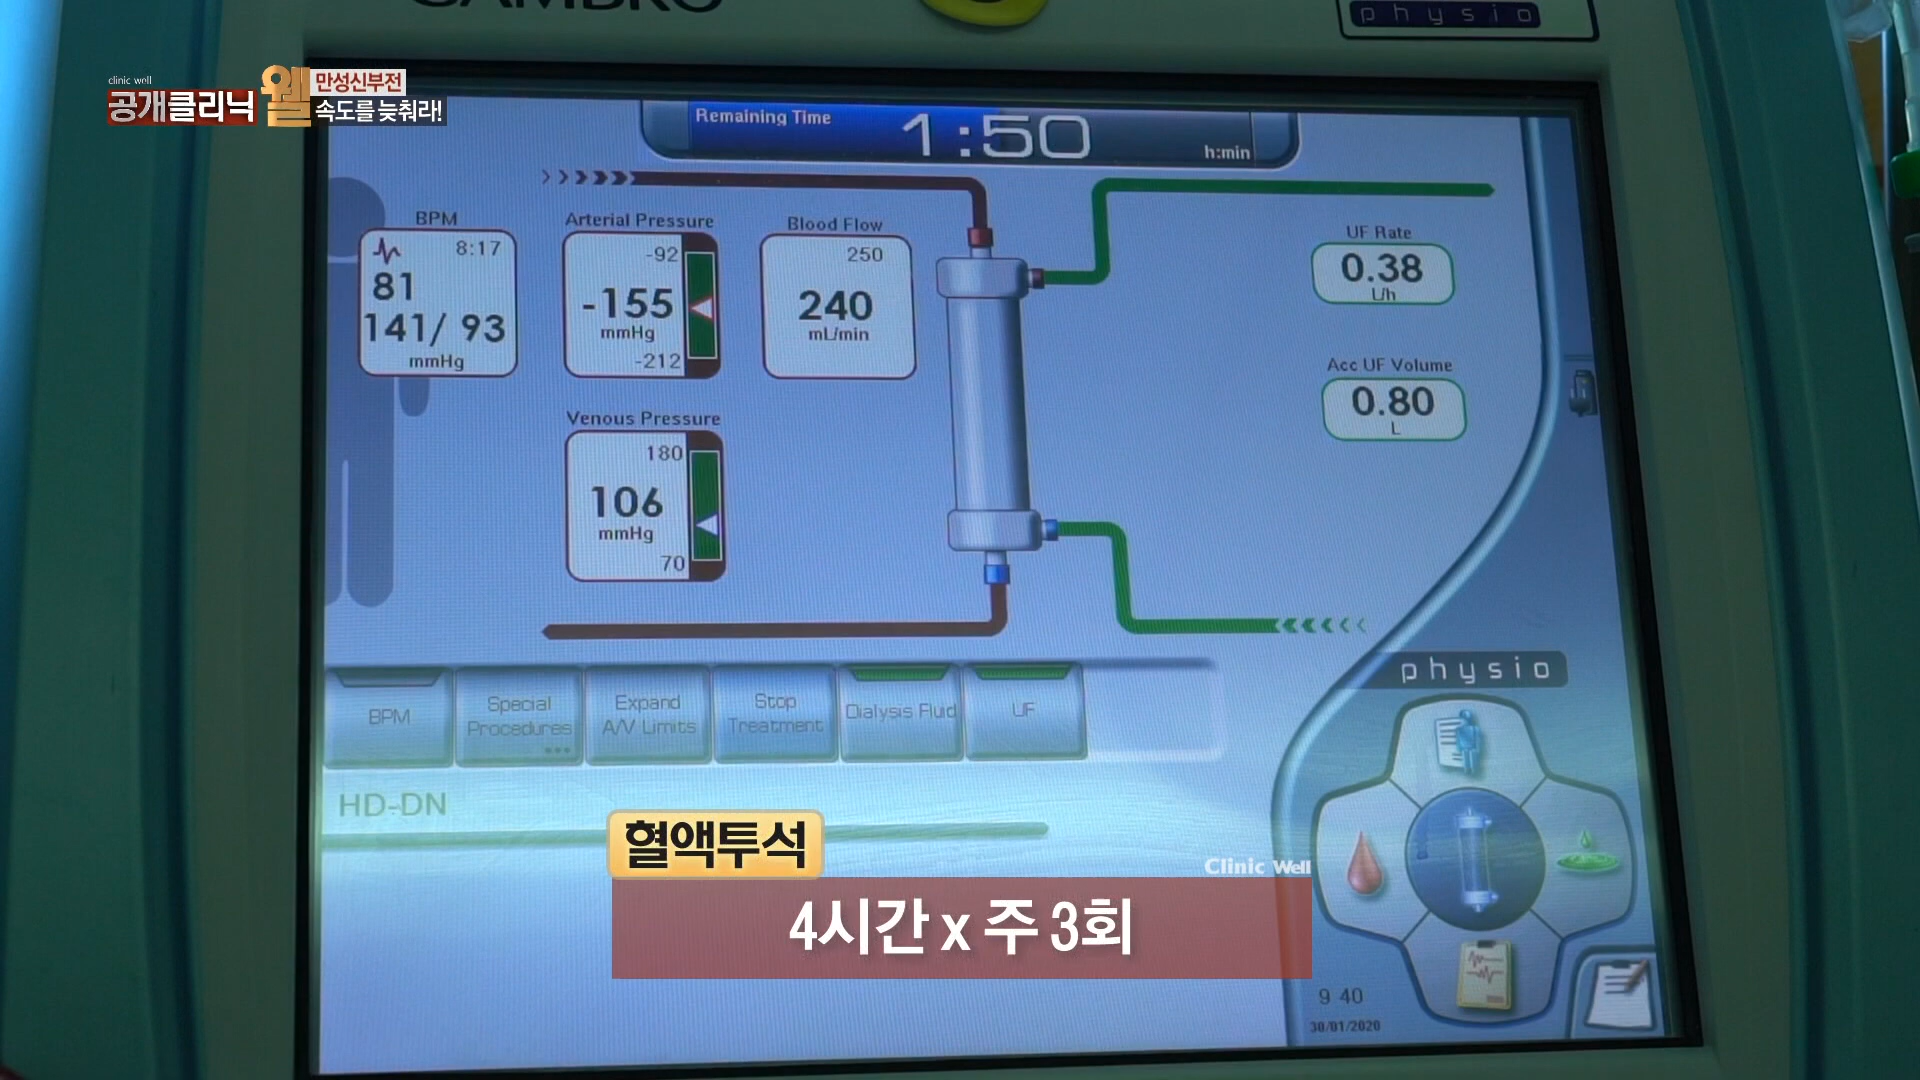 GAMBRO
physio
clinic well
공개클리닉 웰
만성신부전
속도를 늦춰라!
Remaining Time
1:50
h:min
BPM
8:17
81
141/ 93
mmHg
Arterial Pressure
-92
-155
mmHg
-212
Blood Flow
250
240
mL/min
UF Rate
0.38
L/h
Acc UF Volume
0.80
L
Venous Pressure
180
106
mmHg
70
physio
BPM
Special
Procedures
Expand
A/V Limits
Stop
Treatment
Dialysis Fluid
UF
HD-DN
혈액투석
Clinic Well
4시간 x 주 3회
9 40
30/01/2020